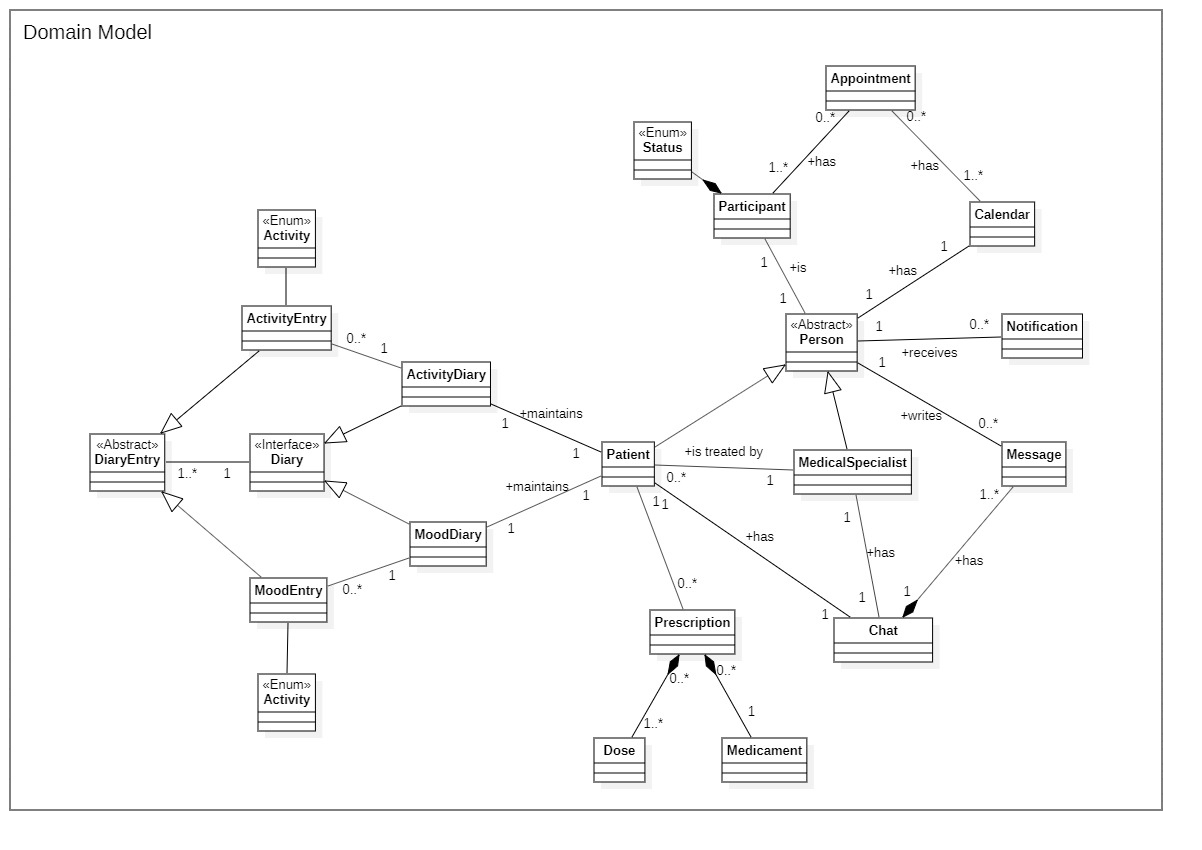 Domain Model
Appointment
0..*
0..*
«Enum»
Status
1..*
+has
+has
1..*
Participant
Calendar
«Enum»
Activity
1
+is
1
1
+has
1
ActivityEntry
0..*
1
«Abstract»
Person
1
0..*
+receives
Notification
1
ActivityDiary
+maintains
1
1
+writes
0..*
«Abstract»
DiaryEntry
1..*
1
«Interface»
Diary
Patient
+is treated by
0..*
1
MedicalSpecialist
Message
1..*
+maintains
1
1
1
1
1
MoodDiary
+has
+has
+has
1
0..*
MoodEntry
0..*
1
1
1
Prescription
Chat
0..*
0..*
«Enum»
Activity
1..*
1
Dose
Medicament